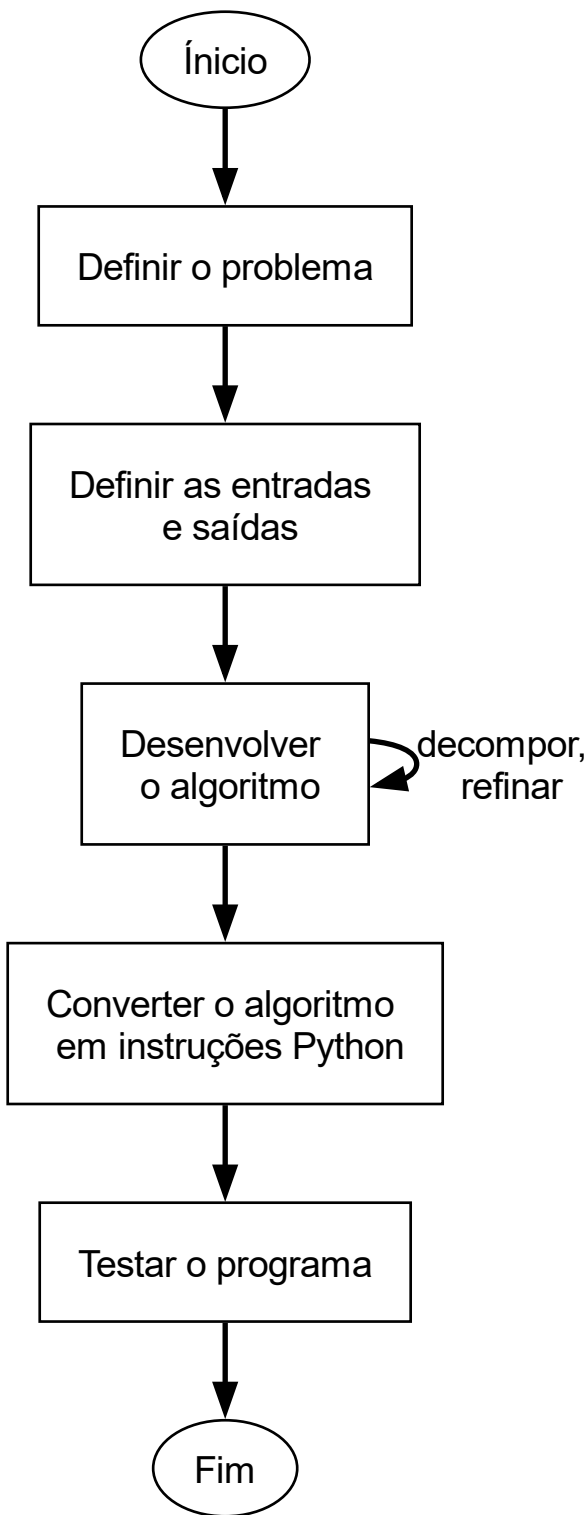 Ínicio
Definir o problema
Definir as entradas
e saídas
Desenvolver
o algoritmo
decompor,
refinar
Converter o algoritmo
em instruções Python
Testar o programa
Fim